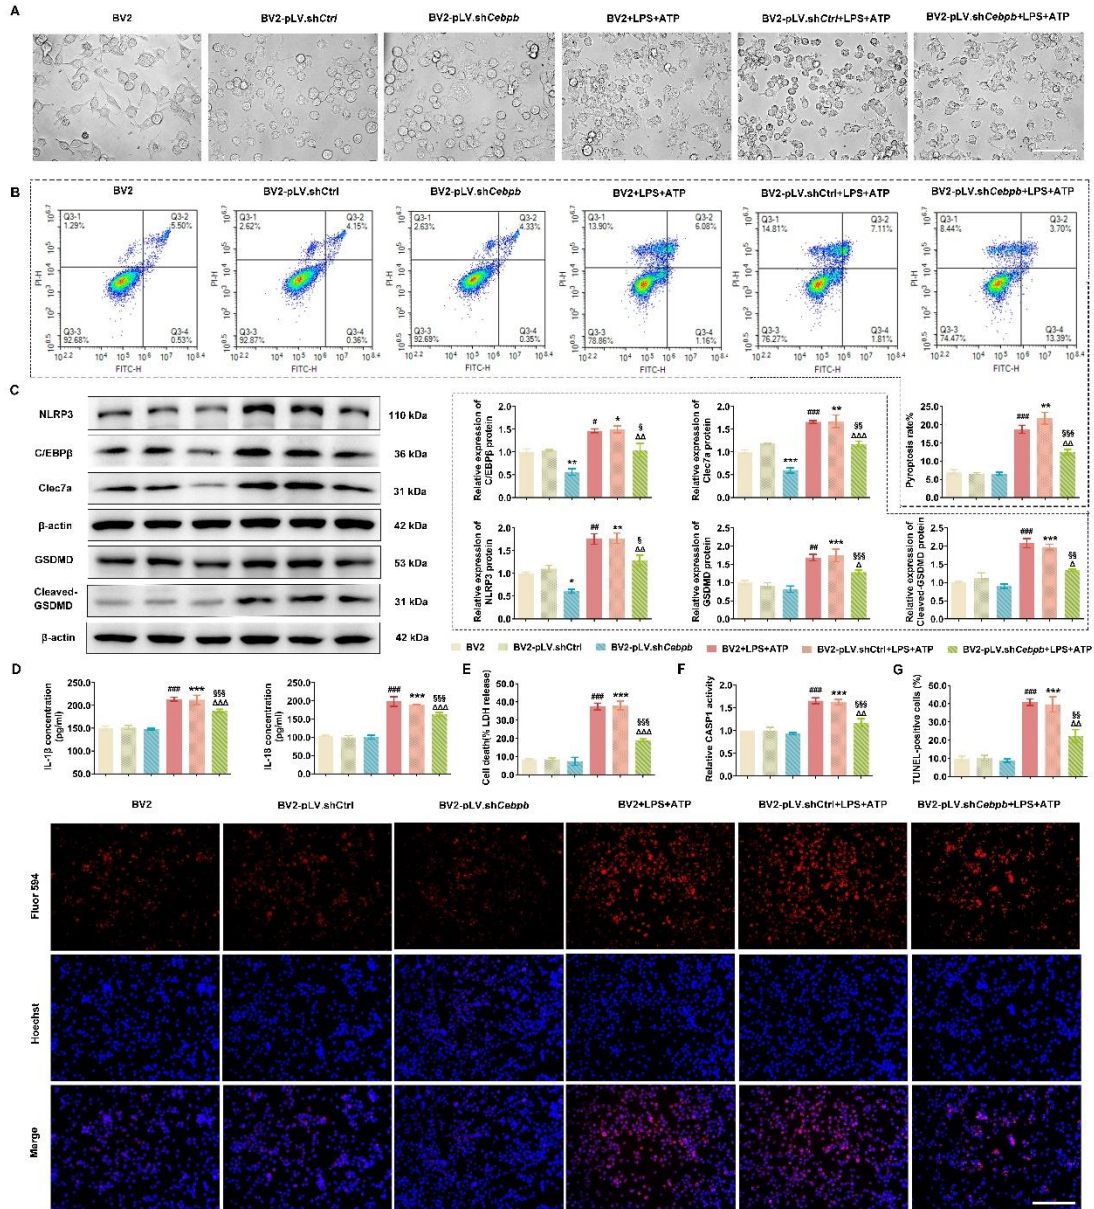 A
BV2
BV2-pLV.shCtrl
BV2-pLV.shCebpb
BV2+LPS+ATP
BV2-pLV.shCtrl+LPS+ATP
BV2-pLV.shCebpb+LPS+ATP
B
BV2
BV2-pLV.shCtrl
BV2-pLV.shCebpb
BV2+LPS+ATP
BV2-pLV.shCtrl+LPS+ATP
BV2-pLV.shCebpb+LPS+ATP
Q3-1 1.29%
Q3-2 5.50%
Q3-3 92.68%
Q3-4 0.53%
Q3-1 2.62%
Q3-2 4.15%
Q3-3 92.87%
Q3-4 0.36%
Q3-1 2.63%
Q3-2 4.33%
Q3-3 92.69%
Q3-4 0.35%
Q3-1 13.90%
Q3-2 6.08%
Q3-3 78.86%
Q3-4 1.16%
Q3-1 14.81%
Q3-2 7.11%
Q3-3 76.27%
Q3-4 1.81%
Q3-1 8.44%
Q3-2 3.70%
Q3-3 74.47%
Q3-4 13.39%
PI-H
FITC-H
C
NLRP3 110 kDa
C/EBPβ 36 kDa
Clec7a 31 kDa
β-actin 42 kDa
GSDMD 53 kDa
Cleaved-GSDMD 31 kDa
β-actin 42 kDa
Relative expression of C/EBPβ protein
Relative expression of Clec7a protein
Pyroptosis rate%
Relative expression of NLRP3 protein
Relative expression of GSDMD protein
Relative expression of Cleaved-GSDMD protein
BV2
BV2-pLV.shCtrl
BV2-pLV.shCebpb
BV2+LPS+ATP
BV2-pLV.shCtrl+LPS+ATP
BV2-pLV.shCebpb+LPS+ATP
D
IL-1β concentration (pg/ml)
IL-18 concentration (pg/ml)
E
Cell death(% LDH release)
F
Relative CASP1 activity
G
TUNEL-positive cells (%)
BV2
BV2-pLV.shCtrl
BV2-pLV.shCebpb
BV2+LPS+ATP
BV2-pLV.shCtrl+LPS+ATP
BV2-pLV.shCebpb+LPS+ATP
Fluor 594
Hoechst
Merge